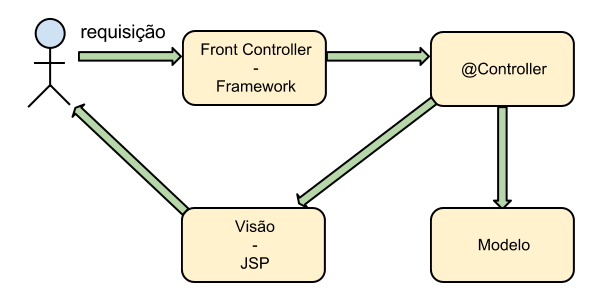 requisição
Front Controller
-
Framework
@Controller
Visão
-
JSP
Modelo